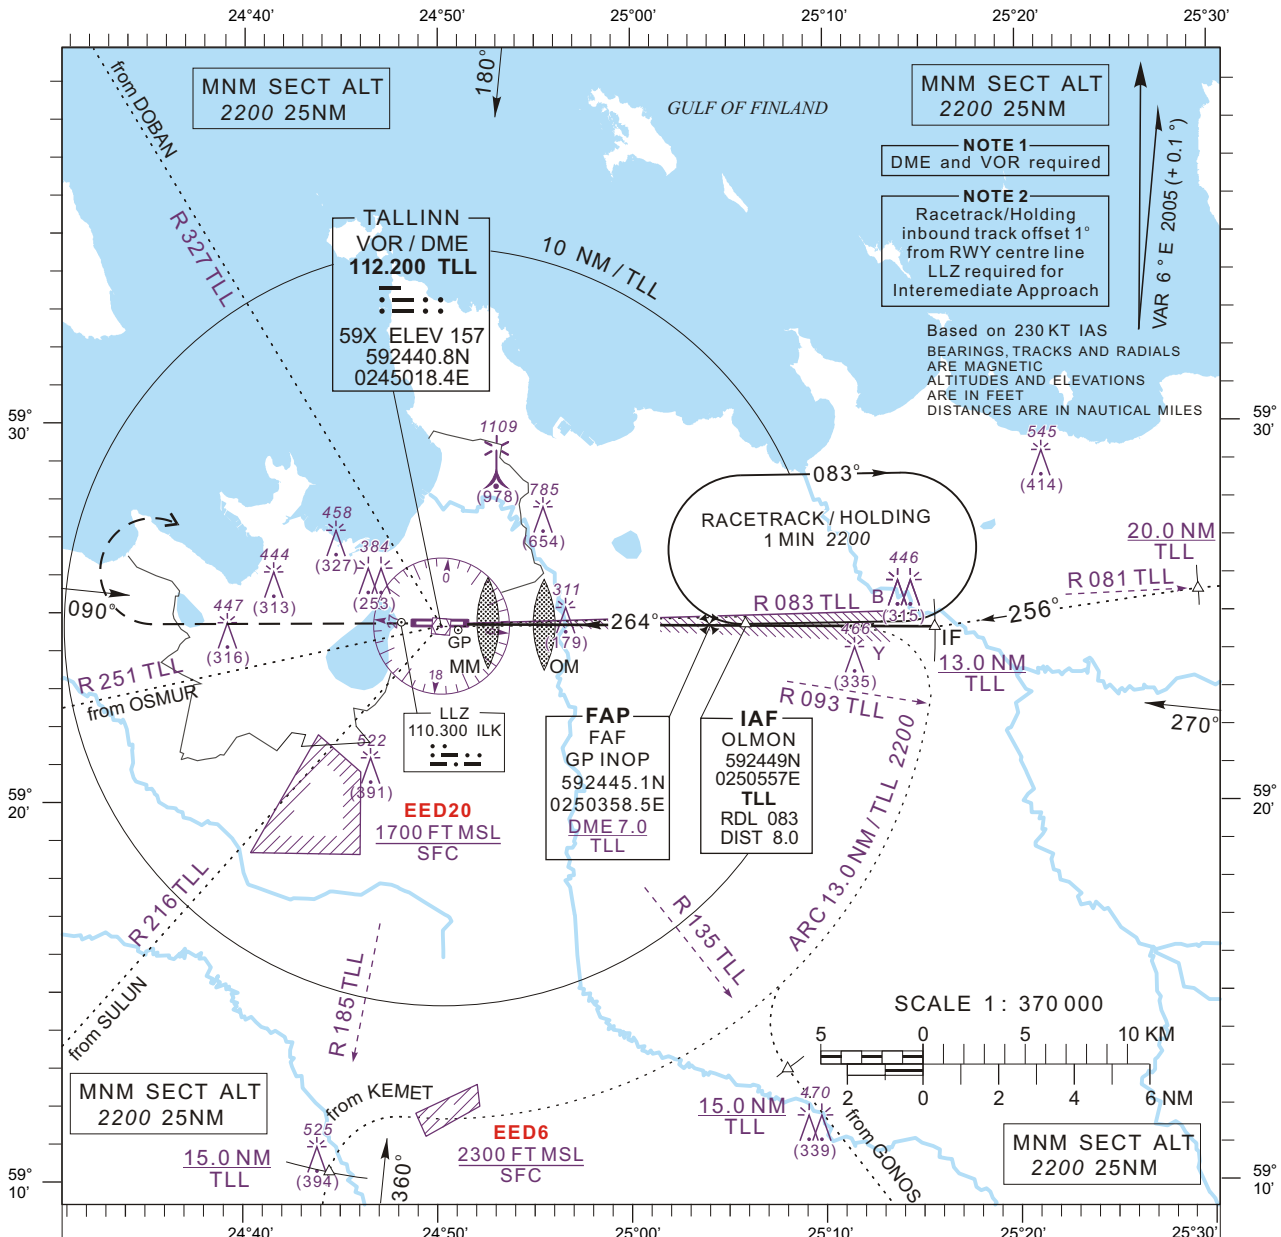 24°40' 24°50' 25°00' 25°10' 25°20' 25°30'
from DOBAN
MNM SECT ALT
2200 25NM
180°
GULF OF FINLAND
MNM SECT ALT
2200 25NM
NOTE 1
DME and VOR required
NOTE 2
Racetrack/Holding
inbound track offset 1°
from RWY centre line
LLZ required for
Interemediate Approach
VAR 6° E 2005 (+ 0.1°)
Based on 230 KT IAS
BEARINGS, TRACKS AND RADIALS
ARE MAGNETIC
ALTITUDES AND ELEVATIONS
ARE IN FEET
DISTANCES ARE IN NAUTICAL MILES
R 327 TLL
TALLINN
VOR / DME
112.200 TLL
59X ELEV 157
592440.8N
0245018.4E
10 NM / TLL
59°
30'
59°
30'
1109
(978)
785
(654)
545
(414)
083°
RACETRACK / HOLDING
1 MIN 2200
458
(327)
384
(253)
444
(313)
447
(316)
311
(179)
446
B
(315)
466
Y
(335)
20.0 NM
TLL
R 081 TLL
256°
090°
0
18
GP
MM
OM
264°
R 083 TLL
IF
13.0 NM
TLL
R 093 TLL
270°
R 251 TLL
from OSMUR
LLZ
110.300 ILK
522
(391)
FAP
FAF
GP INOP
592445.1N
0250358.5E
DME 7.0
TLL
IAF
OLMON
592449N
0250557E
TLL
RDL 083
DIST 8.0
ARC 13.0 NM / TLL 2200
59°
20'
59°
20'
EED20
1700 FT MSL
SFC
R 216 TLL
from SULUN
R 185 TLL
R 135 TLL
SCALE 1 : 370 000
5 0 5 10 KM
2 0 2 4 6 NM
MNM SECT ALT
2200 25NM
from KEMET
EED6
2300 FT MSL
SFC
525
(394)
15.0 NM
TLL
360°
15.0 NM
TLL
470
(339)
from GONOS
MNM SECT ALT
2200 25NM
59°
10'
59°
10'
24°40' 24°50' 25°00' 25°10' 25°20' 25°30'